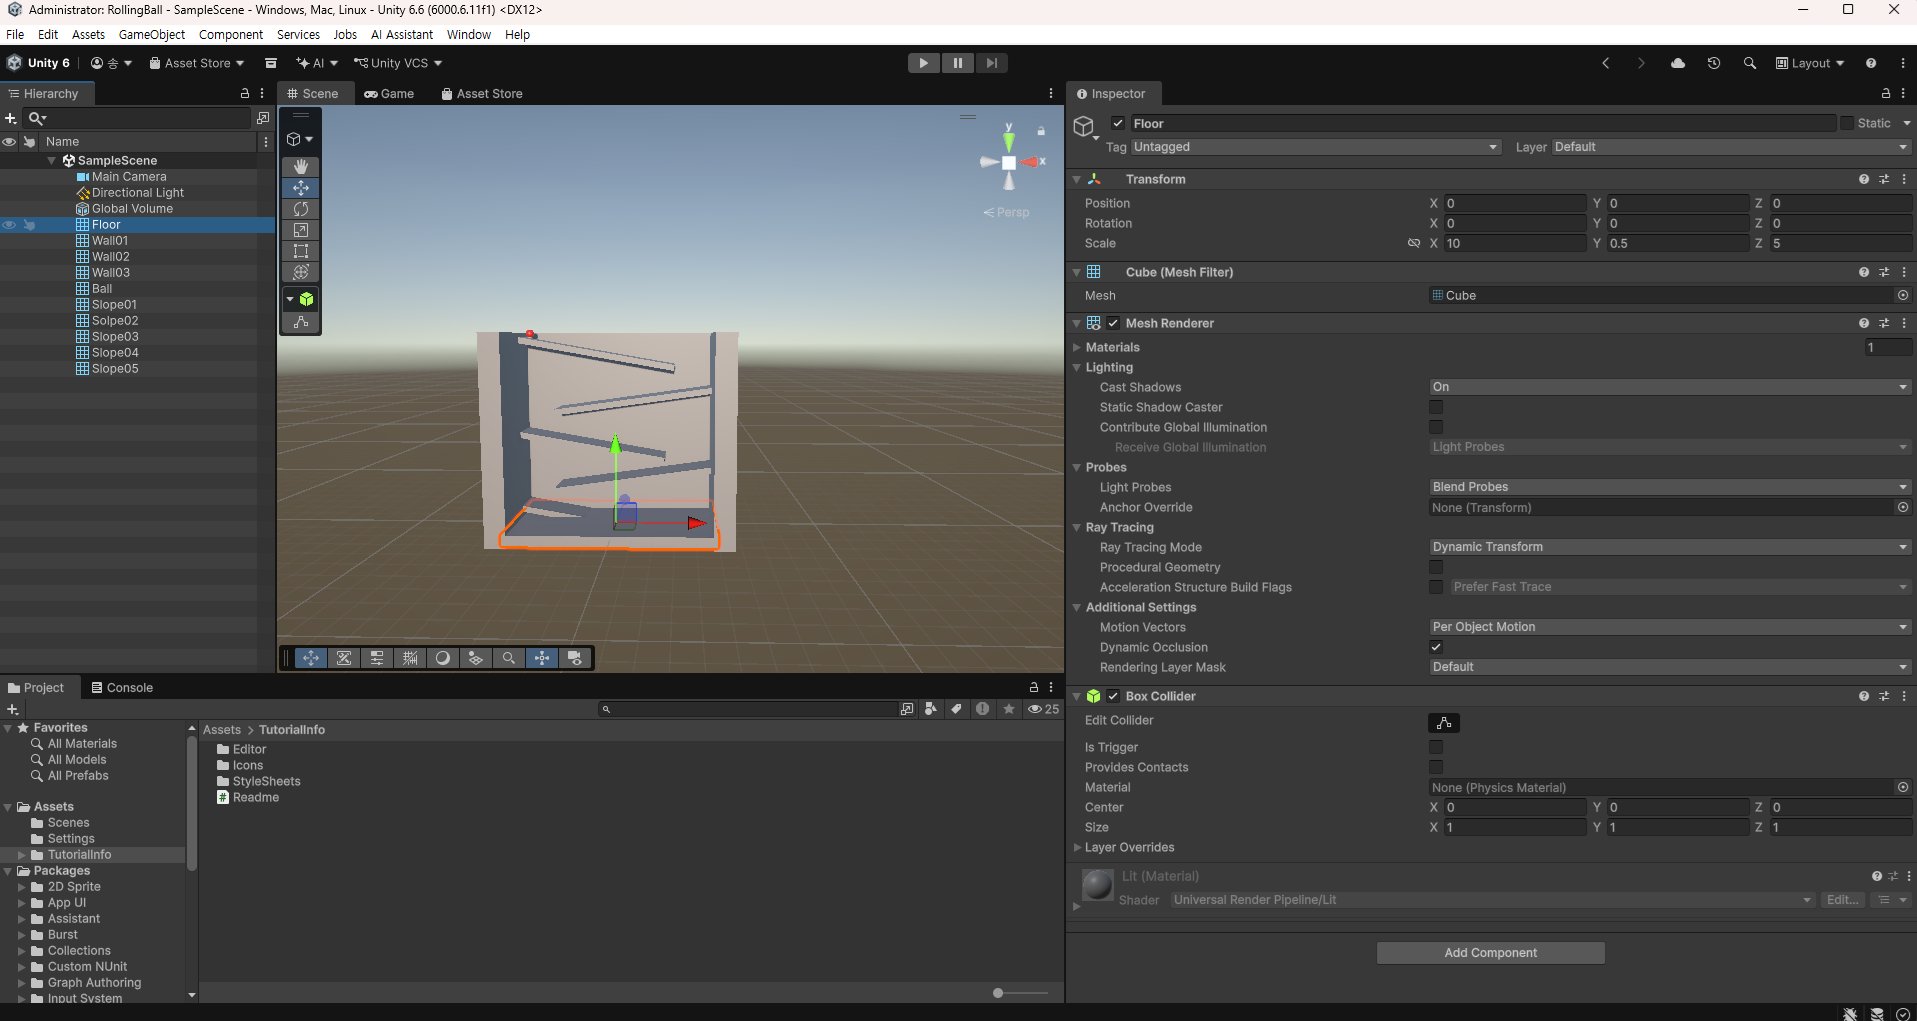 Administrator: RollingBall - SampleScene - Windows, Mac, Linux - Unity 6.6 (6000.6.11f1) <DX12>
File Edit Assets GameObject Component Services Jobs AI Assistant Window Help
Unity 6 송 Asset Store AI Unity VCS Layout
Hierarchy
Name
SampleScene
Main Camera
Directional Light
Global Volume
Floor
Wall01
Wall02
Wall03
Ball
Slope01
Solpe02
Slope03
Slope04
Slope05
Scene Game Asset Store
y
x
Persp
Inspector
Floor Static
Tag Untagged Layer Default
Transform
Position X 0 Y 0 Z 0
Rotation X 0 Y 0 Z 0
Scale X 10 Y 0.5 Z 5
Cube (Mesh Filter)
Mesh Cube
Mesh Renderer
Materials 1
Lighting
Cast Shadows On
Static Shadow Caster
Contribute Global Illumination
Receive Global Illumination Light Probes
Probes
Light Probes Blend Probes
Anchor Override None (Transform)
Ray Tracing
Ray Tracing Mode Dynamic Transform
Procedural Geometry
Acceleration Structure Build Flags Prefer Fast Trace
Additional Settings
Motion Vectors Per Object Motion
Dynamic Occlusion
Rendering Layer Mask Default
Box Collider
Edit Collider
Is Trigger
Provides Contacts
Material None (Physics Material)
Center X 0 Y 0 Z 0
Size X 1 Y 1 Z 1
Layer Overrides
Lit (Material)
Shader Universal Render Pipeline/Lit Edit...
Add Component
Project Console
25
Favorites
All Materials
All Models
All Prefabs
Assets
Scenes
Settings
TutorialInfo
Packages
2D Sprite
App UI
Assistant
Burst
Collections
Custom NUnit
Graph Authoring
Input System
Assets > TutorialInfo
Editor
Icons
StyleSheets
Readme